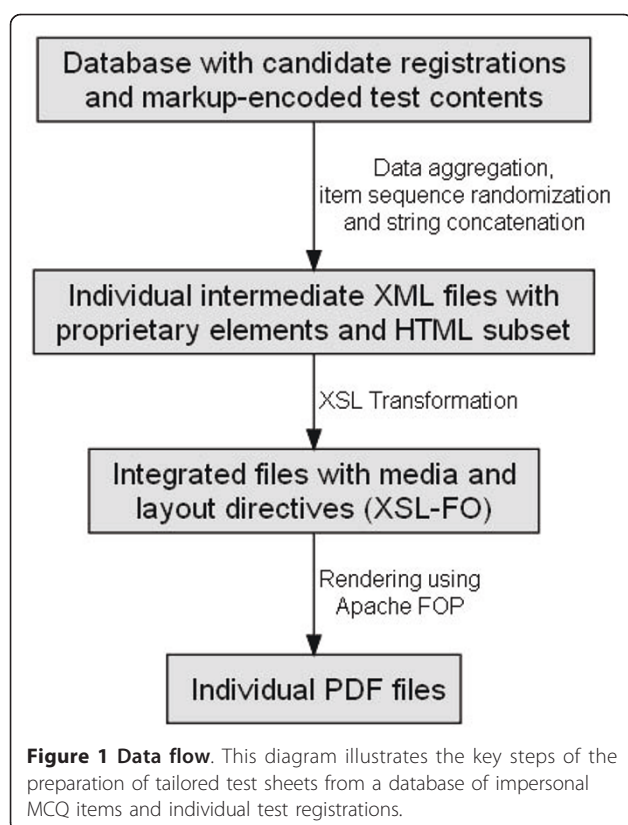 Database with candidate registrations
and markup-encoded test contents
Data aggregation,
item sequence randomization
and string concatenation
Individual intermediate XML files with
proprietary elements and HTML subset
XSL Transformation
Integrated files with media and
layout directives (XSL-FO)
Rendering using
Apache FOP
Individual PDF files
Figure 1 Data flow. This diagram illustrates the key steps of the
preparation of tailored test sheets from a database of impersonal
MCQ items and individual test registrations.